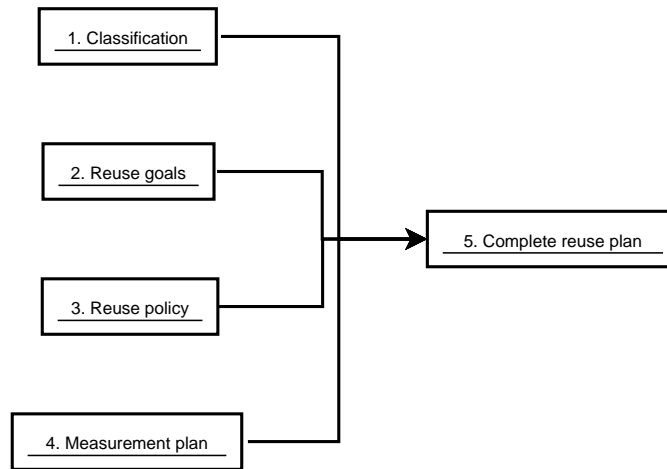 1. Classification
2. Reuse goals
3. Reuse policy
4. Measurement plan
5. Complete reuse plan